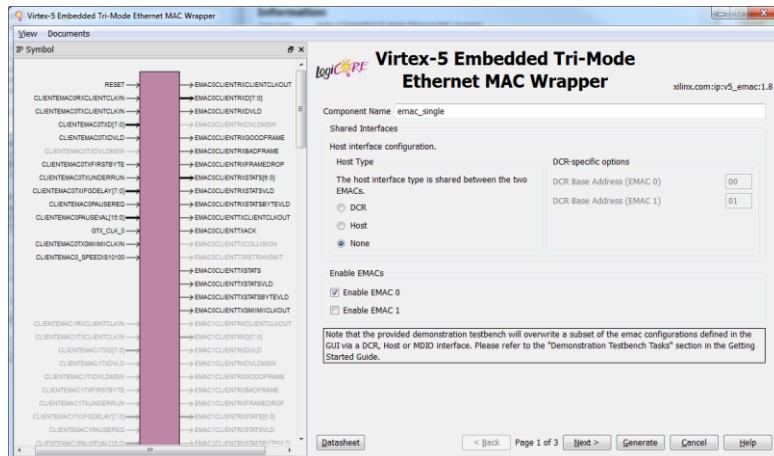 Virtex-5 Embedded Tri-Mode Ethernet MAC Wrapper
View Documents
IP Symbol
RESET
CLIENTEMAC0RXCLIENTCLKIN
CLIENTEMAC0TXCLIENTCLKIN
CLIENTEMAC0TXD[7:0]
CLIENTEMAC0TXDVLD
CLIENTEMAC0TXDVLDMSW
CLIENTEMAC0TXFIRSTBYTE
CLIENTEMAC0TXUNDERRUN
CLIENTEMAC0TXIFGDELAY[7:0]
CLIENTEMAC0PAUSEREQ
CLIENTEMAC0PAUSEVAL[15:0]
GTX_CLK_0
CLIENTEMAC0TXGMIIMIICLKIN
CLIENTEMAC0_SPEEDIS10100
CLIENTEMAC1RXCLIENTCLKIN
CLIENTEMAC1TXCLIENTCLKIN
CLIENTEMAC1TXD[7:0]
CLIENTEMAC1TXDVLD
CLIENTEMAC1TXDVLDMSW
CLIENTEMAC1TXFIRSTBYTE
CLIENTEMAC1TXUNDERRUN
CLIENTEMAC1TXIFGDELAY[7:0]
CLIENTEMAC1PAUSEREQ
CLIENTEMAC1PAUSEVAL[15:0]
EMAC0CLIENTRXCLIENTCLKOUT
EMAC0CLIENTRXD[7:0]
EMAC0CLIENTRXDVLD
EMAC0CLIENTRXDVLDMSW
EMAC0CLIENTRXGOODFRAME
EMAC0CLIENTRXBADFRAME
EMAC0CLIENTRXFRAMEDROP
EMAC0CLIENTRXSTATS[6:0]
EMAC0CLIENTRXSTATSVLD
EMAC0CLIENTRXSTATSBYTEVLD
EMAC0CLIENTTXCLIENTCLKOUT
EMAC0CLIENTTXACK
EMAC0CLIENTTXCOLLISION
EMAC0CLIENTTXRETRANSMIT
EMAC0CLIENTTXSTATS
EMAC0CLIENTTXSTATSVLD
EMAC0CLIENTTXSTATSBYTEVLD
EMAC0CLIENTTXGMIIMIICLKOUT
EMAC1CLIENTRXCLIENTCLKOUT
EMAC1CLIENTRXD[7:0]
EMAC1CLIENTRXDVLD
EMAC1CLIENTRXDVLDMSW
EMAC1CLIENTRXGOODFRAME
EMAC1CLIENTRXBADFRAME
EMAC1CLIENTRXFRAMEDROP
EMAC1CLIENTRXSTATS[6:0]
EMAC1CLIENTRXSTATSVLD
EMAC1CLIENTRXSTATSBYTEVLD
LogiCORE
Virtex-5 Embedded Tri-Mode
Ethernet MAC Wrapper
xilinx.com:ip:v5_emac:1.8
Component Name emac_single
Shared Interfaces
Host interface configuration.
Host Type
The host interface type is shared between the two
EMACs.
DCR
Host
None
DCR-specific options
DCR Base Address (EMAC 0) 00
DCR Base Address (EMAC 1) 01
Enable EMACs
Enable EMAC 0
Enable EMAC 1
Note that the provided demonstration testbench will overwrite a subset of the emac configurations defined in the
GUI via a DCR, Host or MDIO interface. Please refer to the "Demonstration Testbench Tasks" section in the Getting
Started Guide.
Datasheet < Back Page 1 of 3 Next > Generate Cancel Help